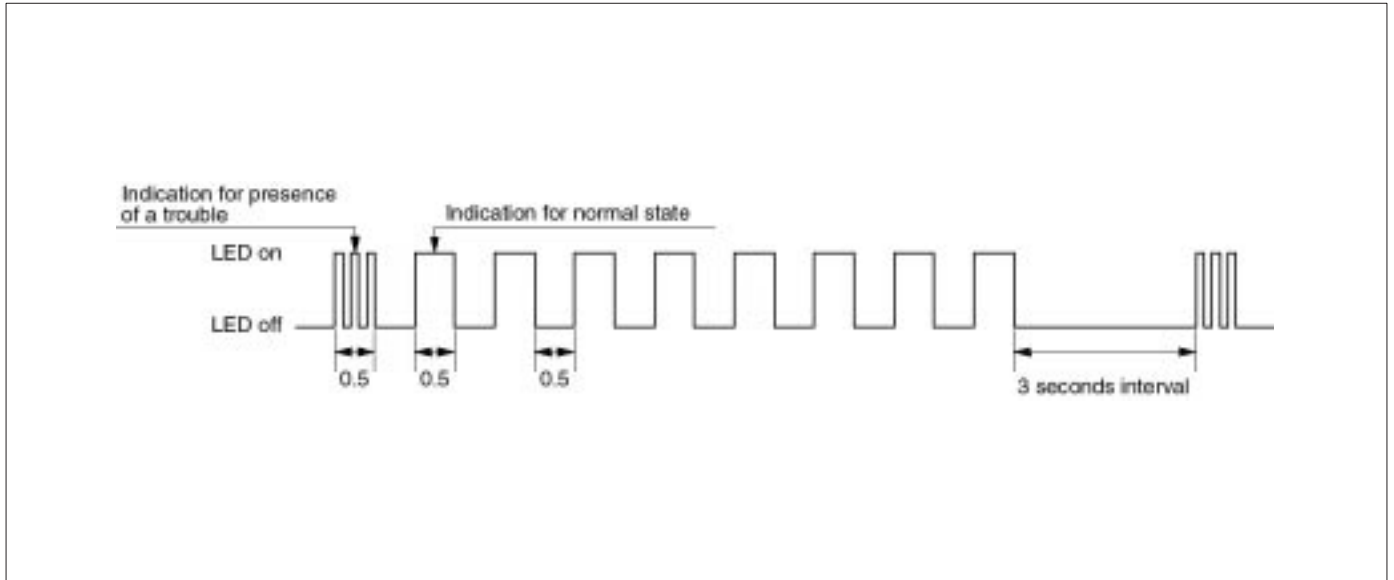 Indication for presence
of a trouble
Indication for normal state
LED on
LED off
0.5
0.5
0.5
3 seconds interval